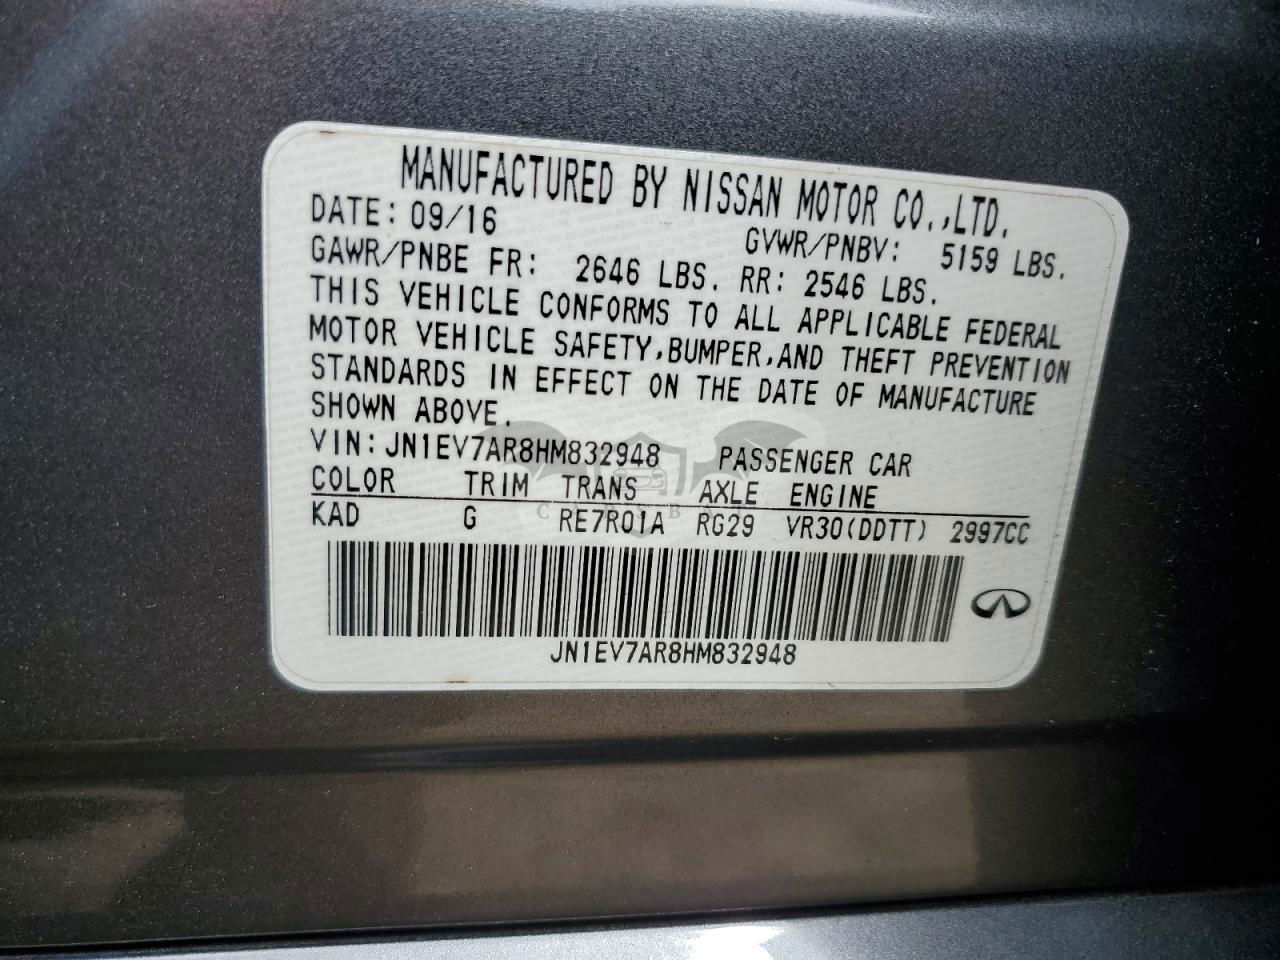 MANUFACTURED BY NISSAN MOTOR CO.,LTD.
DATE: 09/16 GVWR/PNBV: 5159 LBS.
GAWR/PNBE FR: 2646 LBS. RR: 2546 LBS.
THIS VEHICLE CONFORMS TO ALL APPLICABLE FEDERAL
MOTOR VEHICLE SAFETY,BUMPER,AND THEFT PREVENTION
STANDARDS IN EFFECT ON THE DATE OF MANUFACTURE
SHOWN ABOVE.
VIN:JN1EV7AR8HM832948 PASSENGER CAR
COLOR TRIM TRANS AXLE ENGINE
KAD G RE7R01A RG29 VR30(DDTT) 2997CC
JN1EV7AR8HM832948